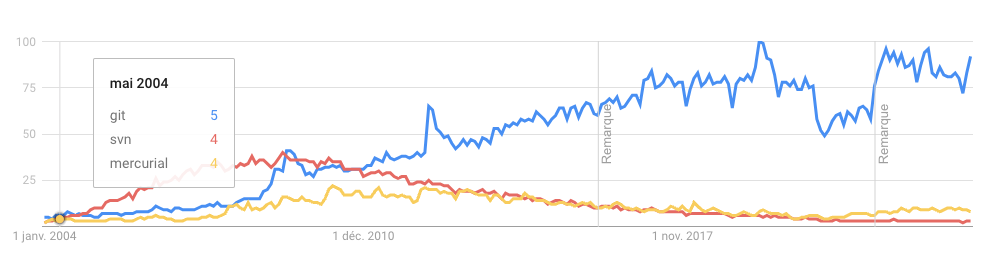 100
75
50
25
mai 2004
git 5
svn 4
mercurial 4
Remarque
Remarque
1 janv. 2004
1 déc. 2010
1 nov. 2017